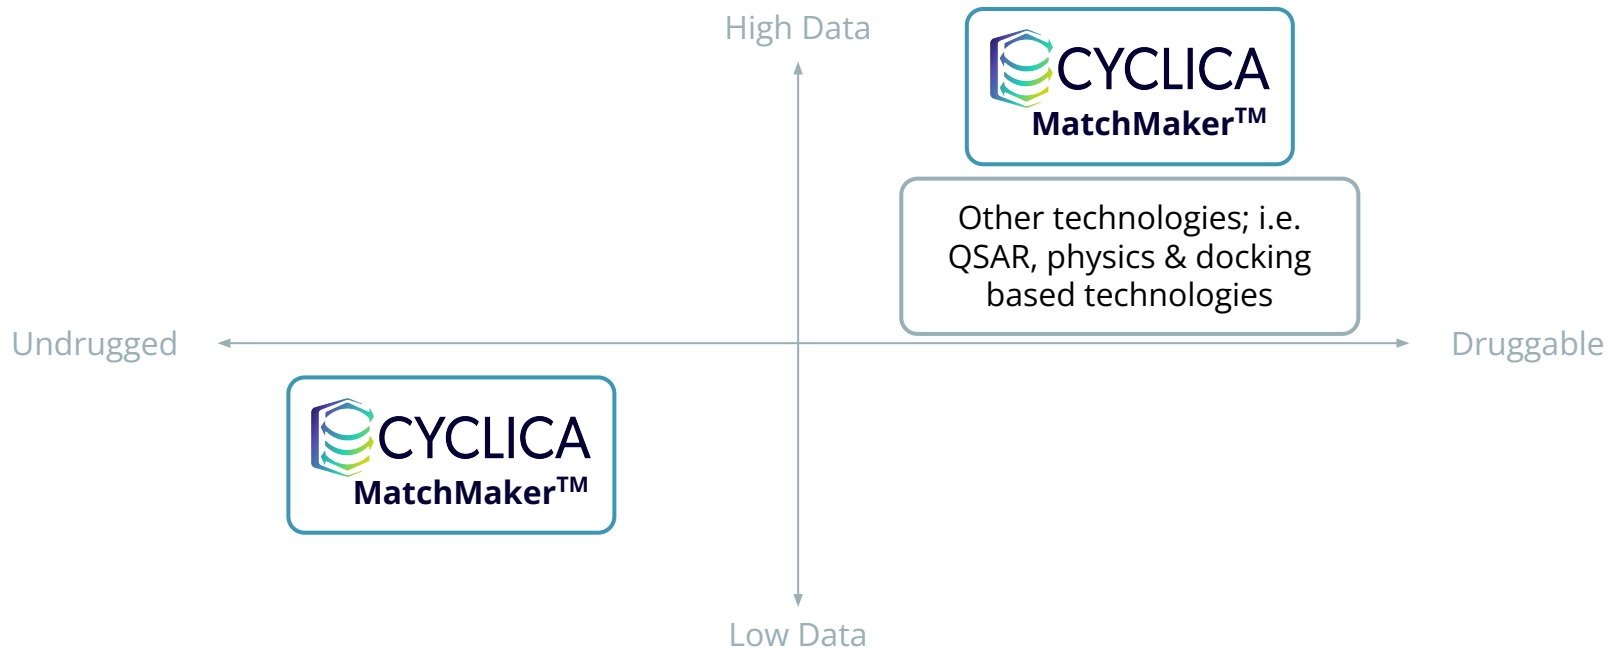 High Data
CYCLICA
MatchMaker™
Other technologies; i.e.
QSAR, physics & docking
based technologies
Undrugged
Druggable
CYCLICA
MatchMaker™
Low Data